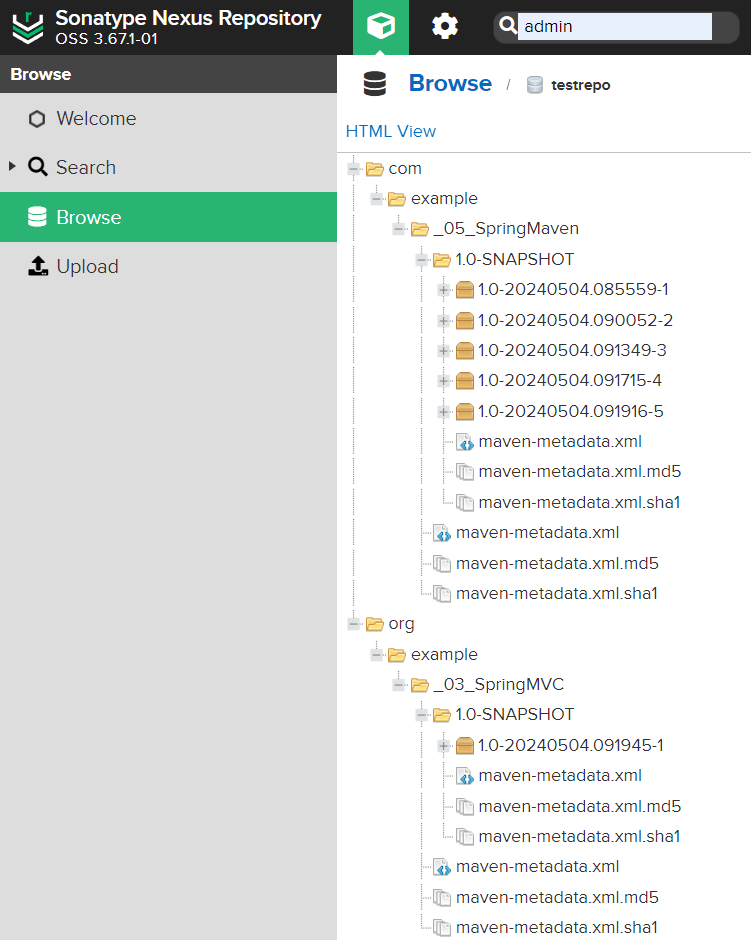 Sonatype Nexus Repository
OSS 3.67.1-01
admin
Browse
Welcome
Search
Browse
Upload
Browse / testrepo
HTML View
com
example
_05_SpringMaven
1.0-SNAPSHOT
1.0-20240504.085559-1
1.0-20240504.090052-2
1.0-20240504.091349-3
1.0-20240504.091715-4
1.0-20240504.091916-5
maven-metadata.xml
maven-metadata.xml.md5
maven-metadata.xml.sha1
maven-metadata.xml
maven-metadata.xml.md5
maven-metadata.xml.sha1
org
example
_03_SpringMVC
1.0-SNAPSHOT
1.0-20240504.091945-1
maven-metadata.xml
maven-metadata.xml.md5
maven-metadata.xml.sha1
maven-metadata.xml
maven-metadata.xml.md5
maven-metadata.xml.sha1